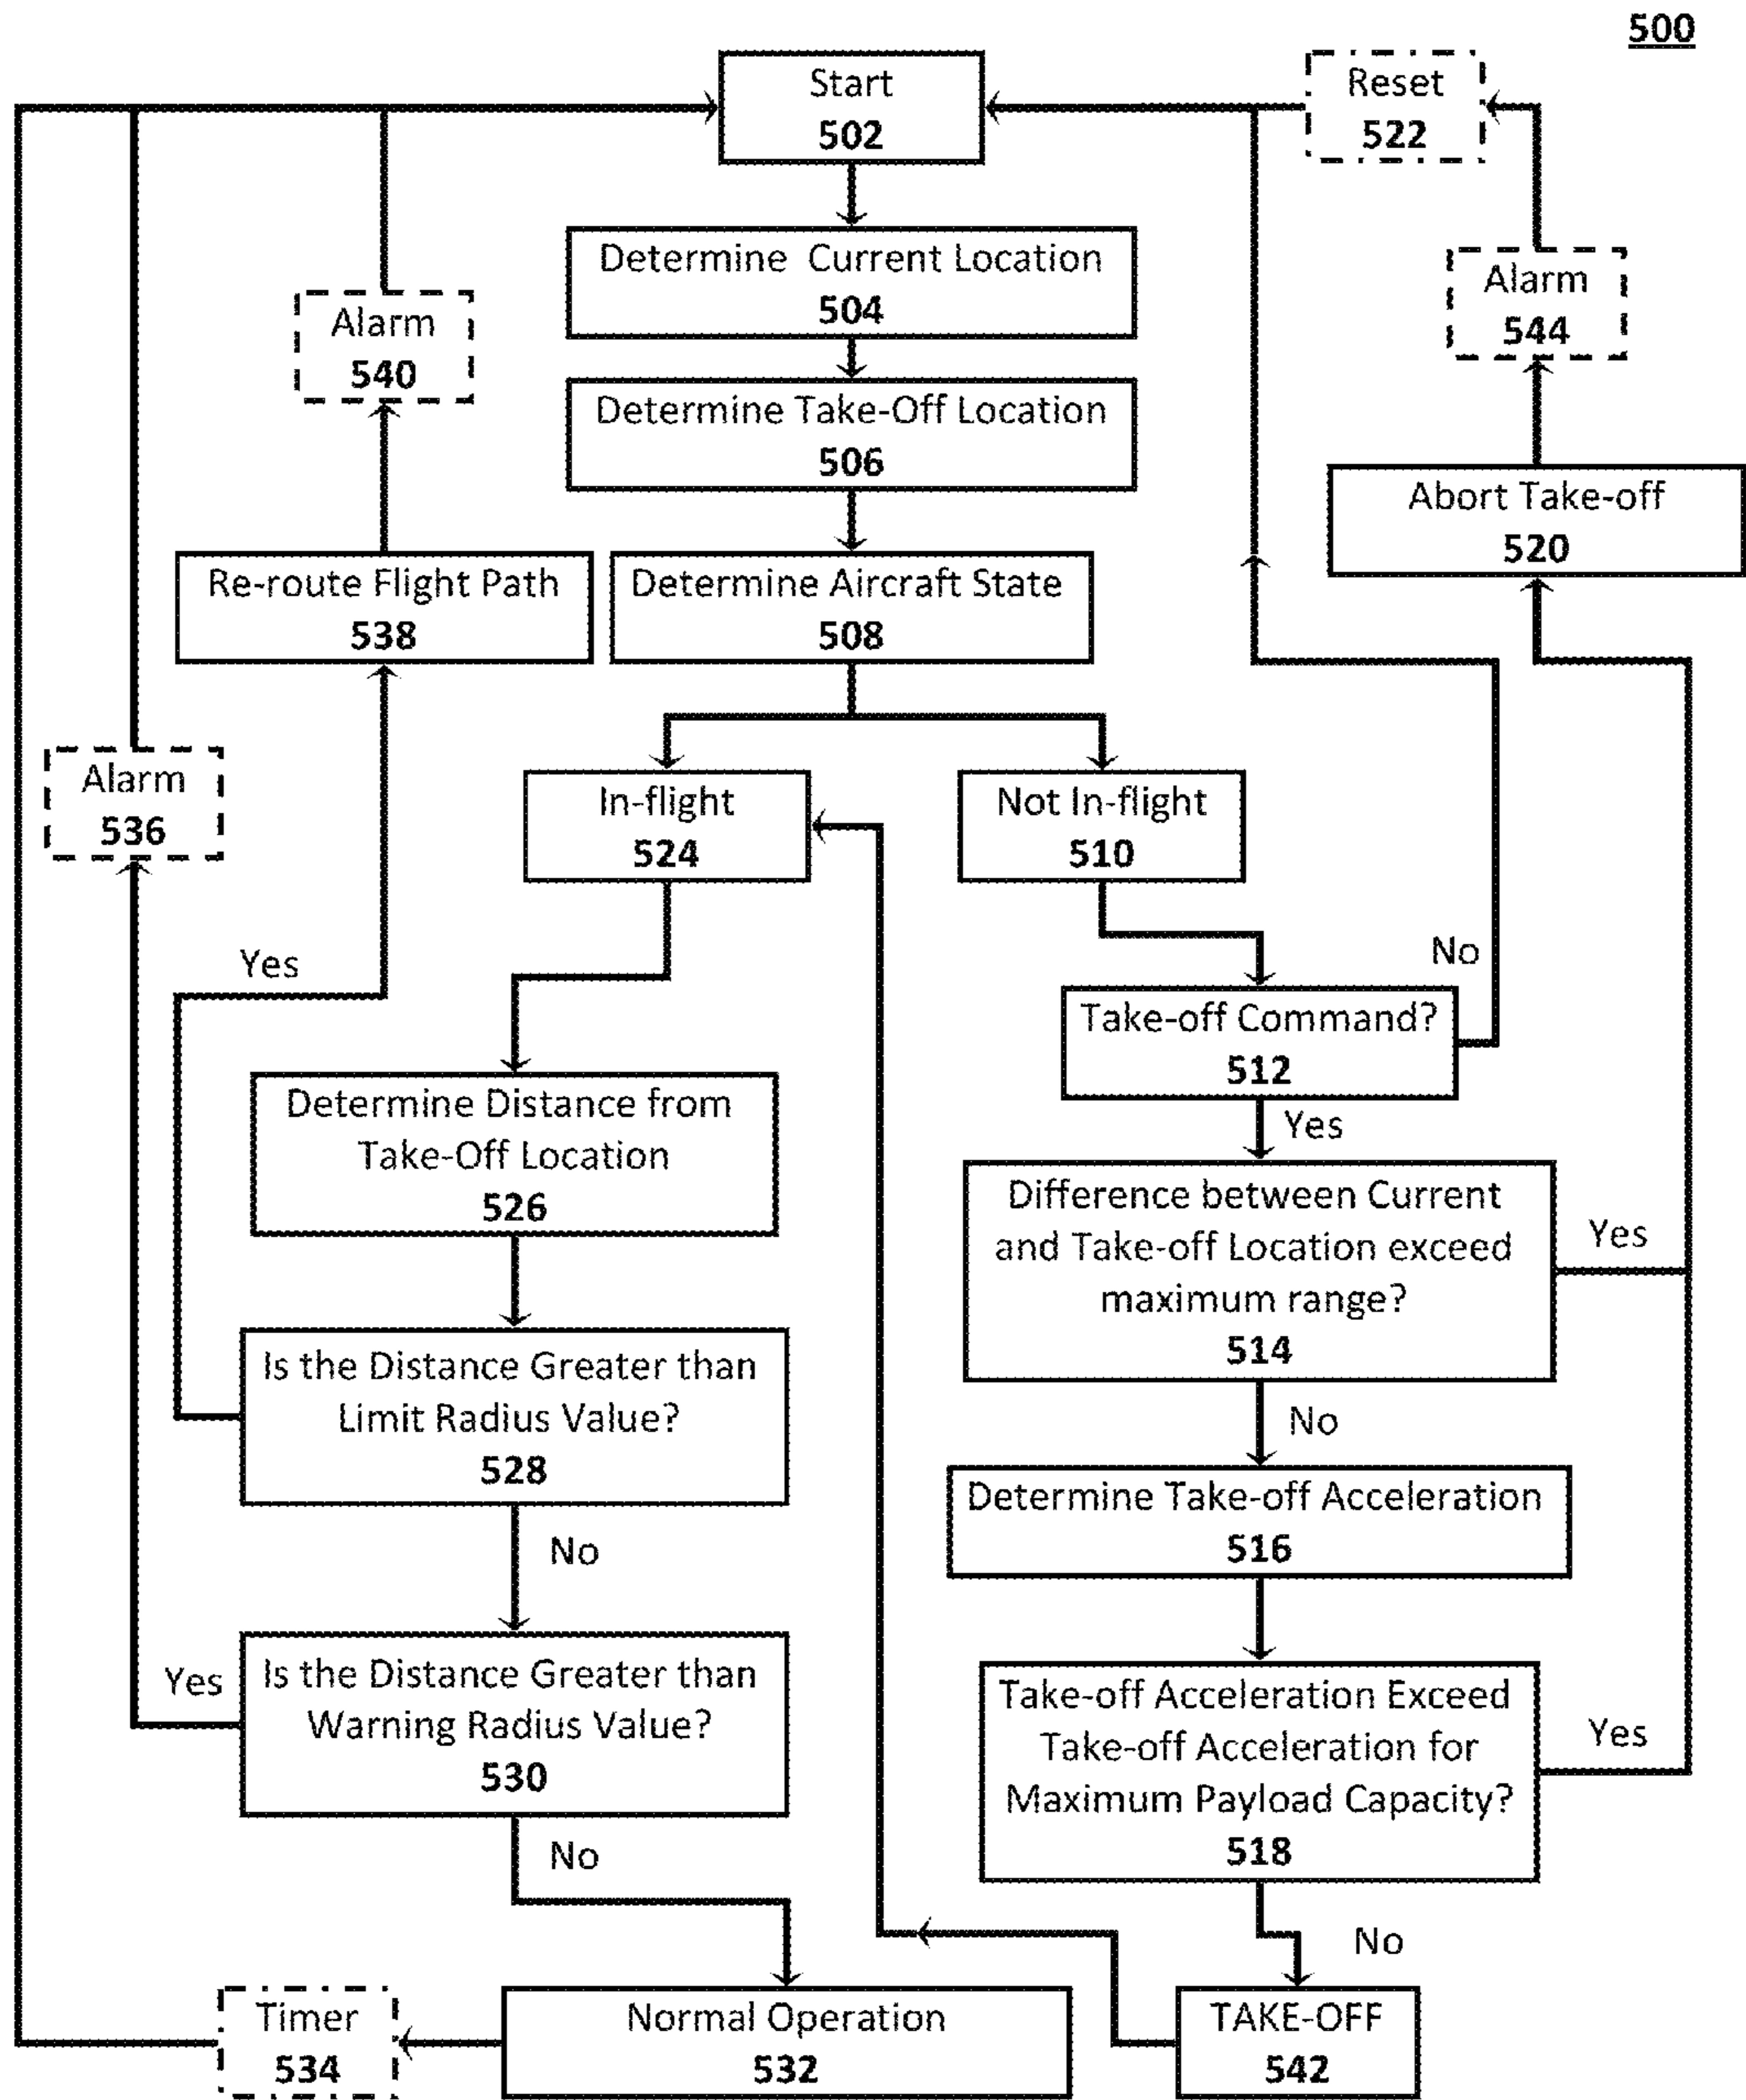 500
Start
502
Reset
522
Determine Current Location
504
Alarm
544
Alarm
540
Determine Take-Off Location
506
Abort Take-off
520
Re-route Flight Path
538
Determine Aircraft State
508
Alarm
536
In-flight
524
Not In-flight
510
Yes
No
Take-off Command?
512
Yes
Determine Distance from
Take-Off Location
526
Difference between Current
and Take-off Location exceed
maximum range?
514
Yes
Is the Distance Greater than
Limit Radius Value?
528
No
No
Determine Take-off Acceleration
516
Yes
Is the Distance Greater than
Warning Radius Value?
530
Take-off Acceleration Exceed
Take-off Acceleration for
Maximum Payload Capacity?
518
Yes
No
No
Timer
534
Normal Operation
532
TAKE-OFF
542